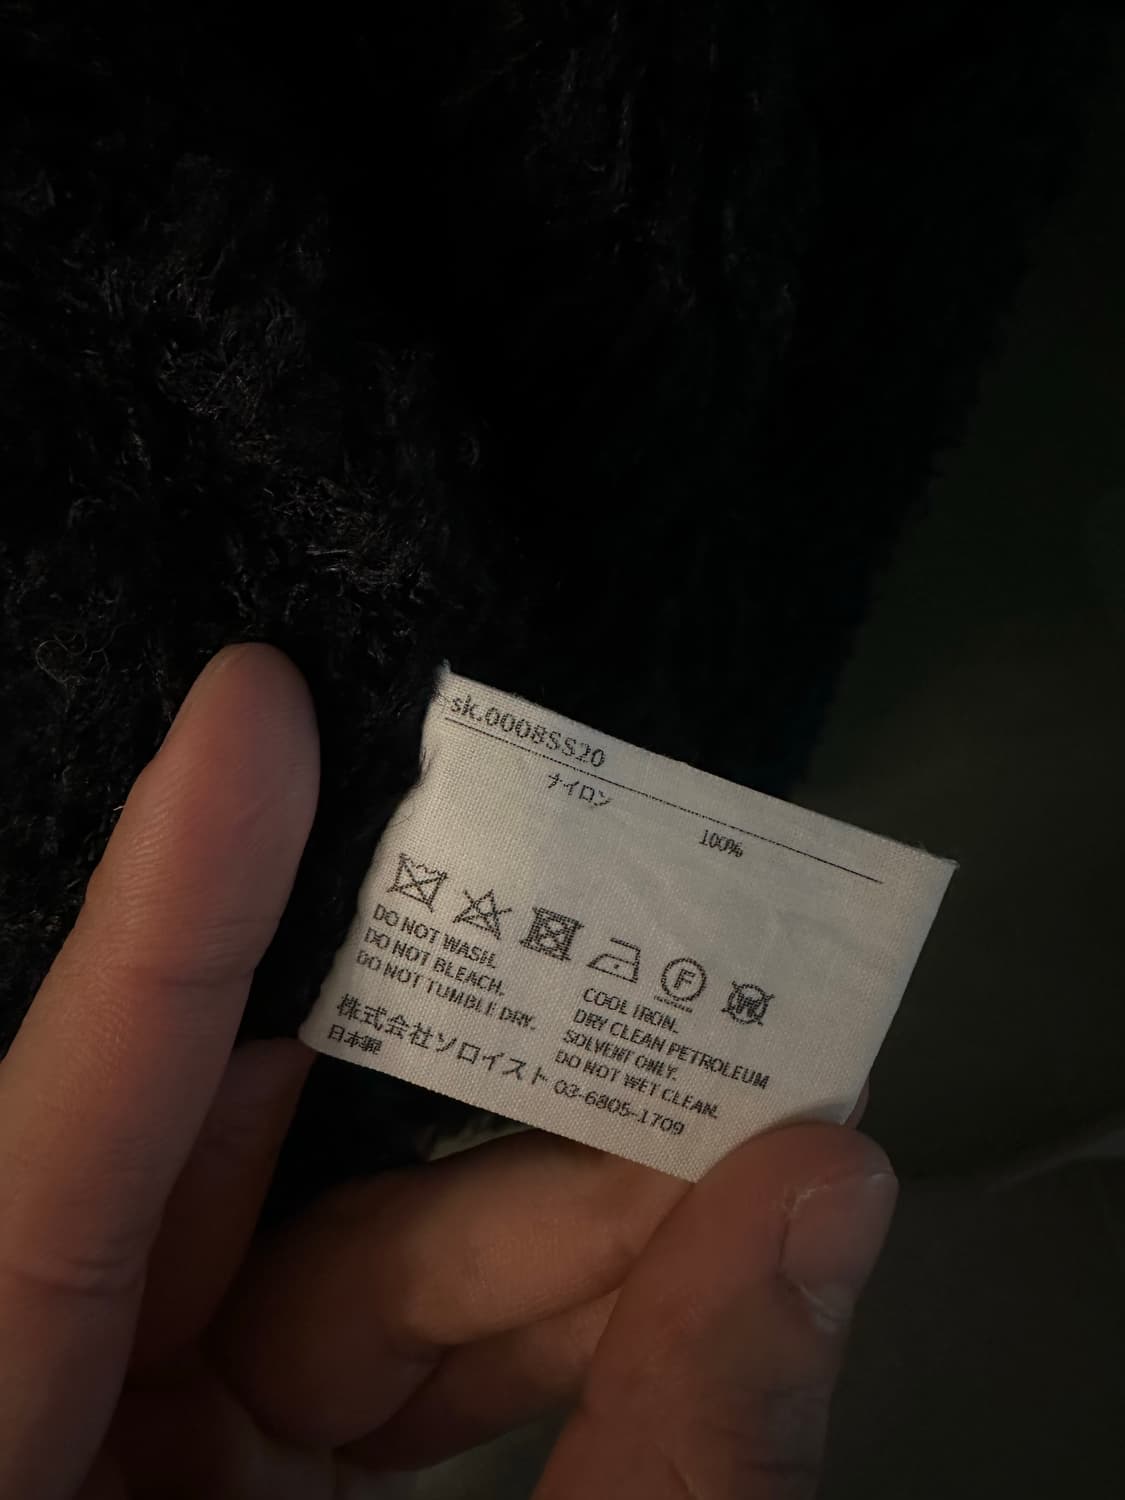 sk.0008SS20
ナイロン 100%
F
W
DO NOT WASH.
DO NOT BLEACH.
DO NOT TUMBLE DRY.
COOL IRON.
DRY CLEAN PETROLEUM
SOLVENT ONLY.
DO NOT WET CLEAN.
株式会社ソロイスト 03-6805-1709
日本製